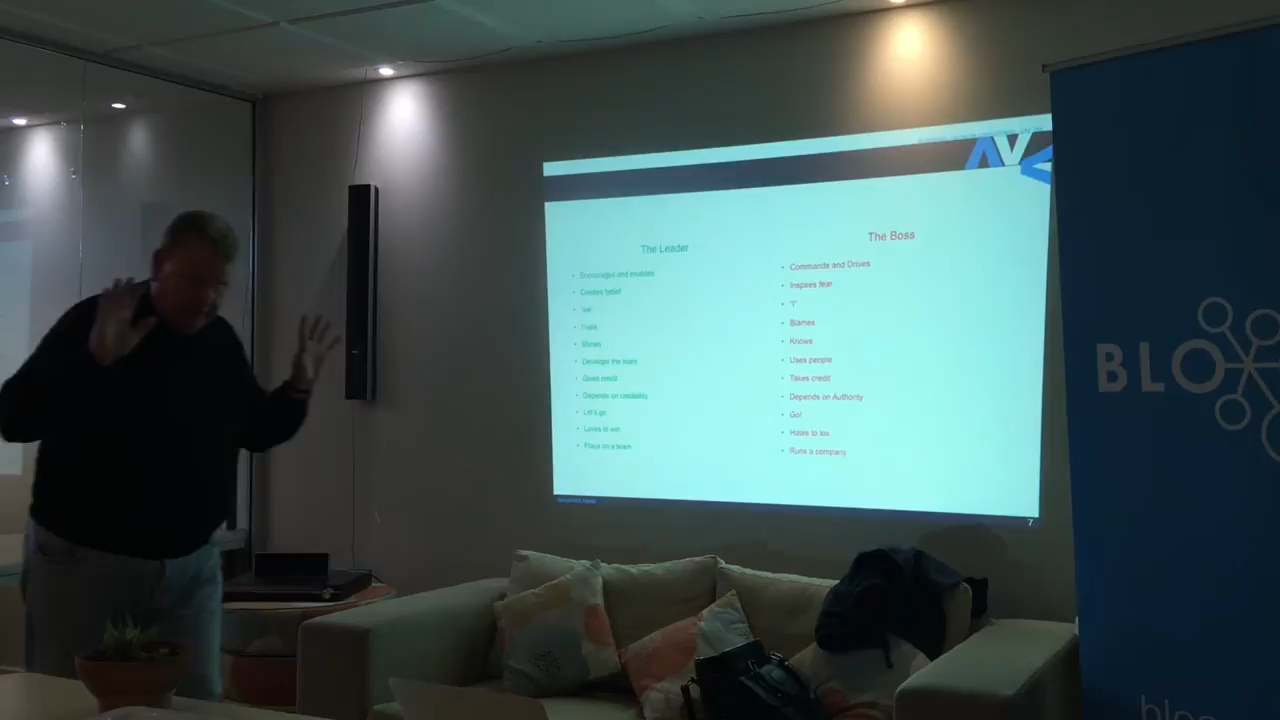 The Leader
Encouraged and enables
Creates belief
"we"
Fixes
Shows
Develops the team
Gives credit
Depends on credibility
Let's go
Loves to win
Plays on a team
The Boss
Commands and Drives
Inspires fear
"I"
Blames
Knows
Uses people
Takes credit
Depends on Authority
Go!
Hates to los
Runs a company
7
BLO